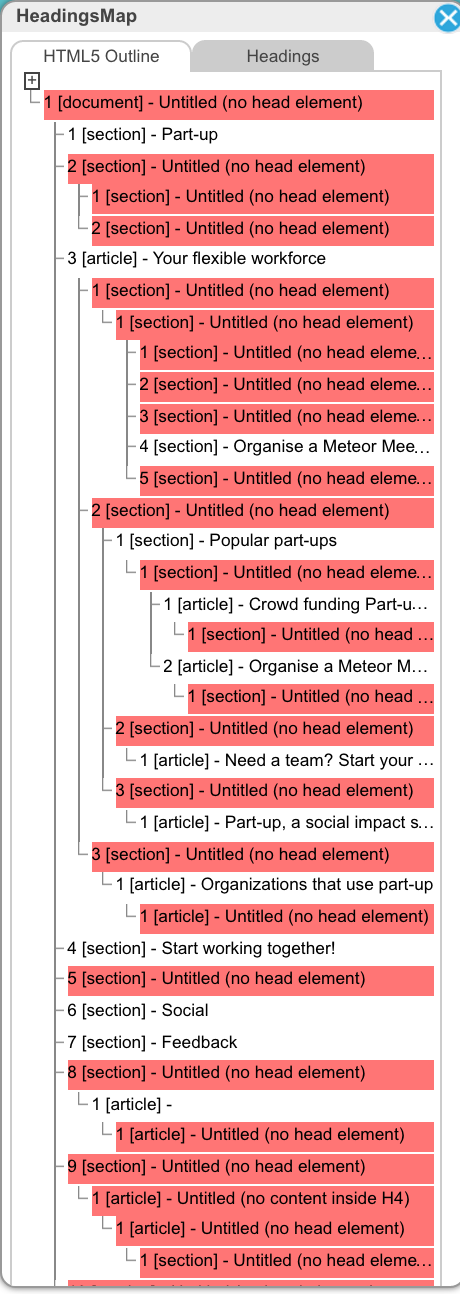 HeadingsMap
HTML5 Outline
Headings
1 [document] - Untitled (no head element)
1 [section] - Part-up
2 [section] - Untitled (no head element)
1 [section] - Untitled (no head element)
2 [section] - Untitled (no head element)
3 [article] - Your flexible workforce
1 [section] - Untitled (no head element)
1 [section] - Untitled (no head element)
1 [section] - Untitled (no head eleme...
2 [section] - Untitled (no head eleme...
3 [section] - Untitled (no head eleme...
4 [section] - Organise a Meteor Mee...
5 [section] - Untitled (no head eleme...
2 [section] - Untitled (no head element)
1 [section] - Popular part-ups
1 [section] - Untitled (no head eleme...
1 [article] - Crowd funding Part-u...
1 [section] - Untitled (no head ...
2 [article] - Organise a Meteor M...
1 [section] - Untitled (no head ...
2 [section] - Untitled (no head element)
1 [article] - Need a team? Start your ...
3 [section] - Untitled (no head element)
1 [article] - Part-up, a social impact s...
3 [section] - Untitled (no head element)
1 [article] - Organizations that use part-up
1 [article] - Untitled (no head element)
4 [section] - Start working together!
5 [section] - Untitled (no head element)
6 [section] - Social
7 [section] - Feedback
8 [section] - Untitled (no head element)
1 [article] -
1 [article] - Untitled (no head element)
9 [section] - Untitled (no head element)
1 [article] - Untitled (no content inside H4)
1 [article] - Untitled (no head element)
1 [section] - Untitled (no head eleme...